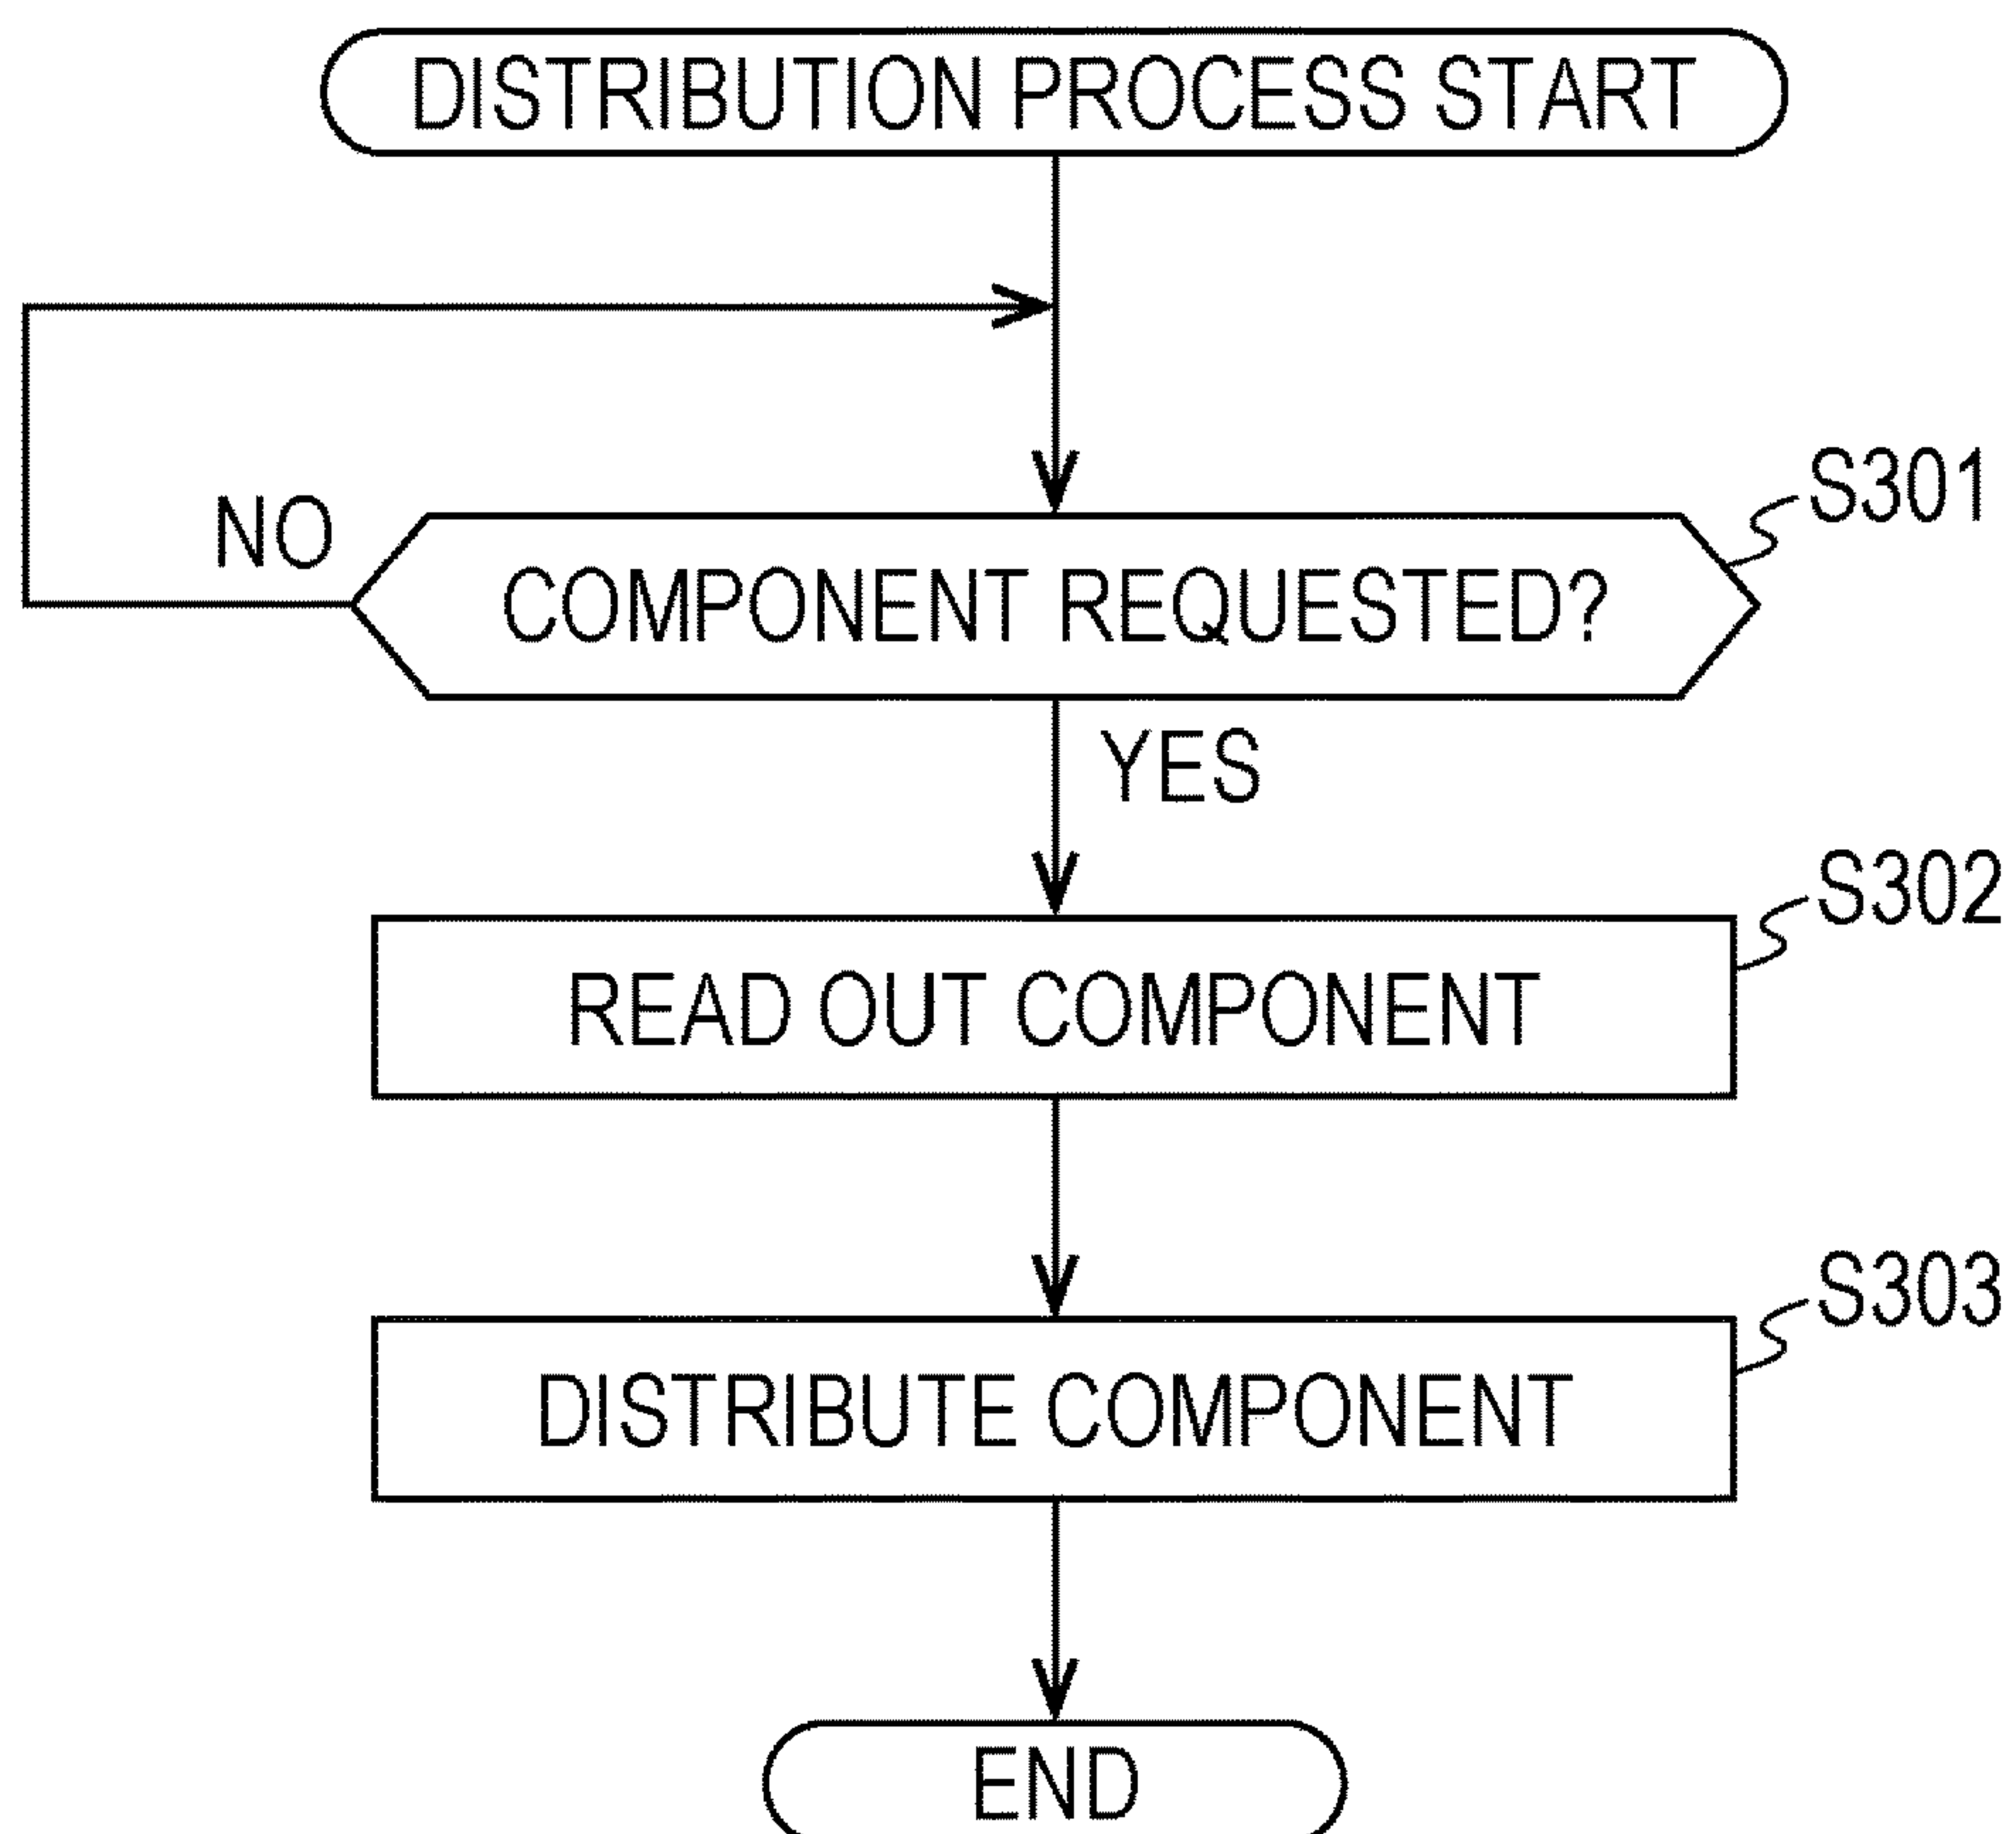 DISTRIBUTION PROCESS START
S301
NO
COMPONENT REQUESTED?
YES
S302
READ OUT COMPONENT
S303
DISTRIBUTE COMPONENT
END